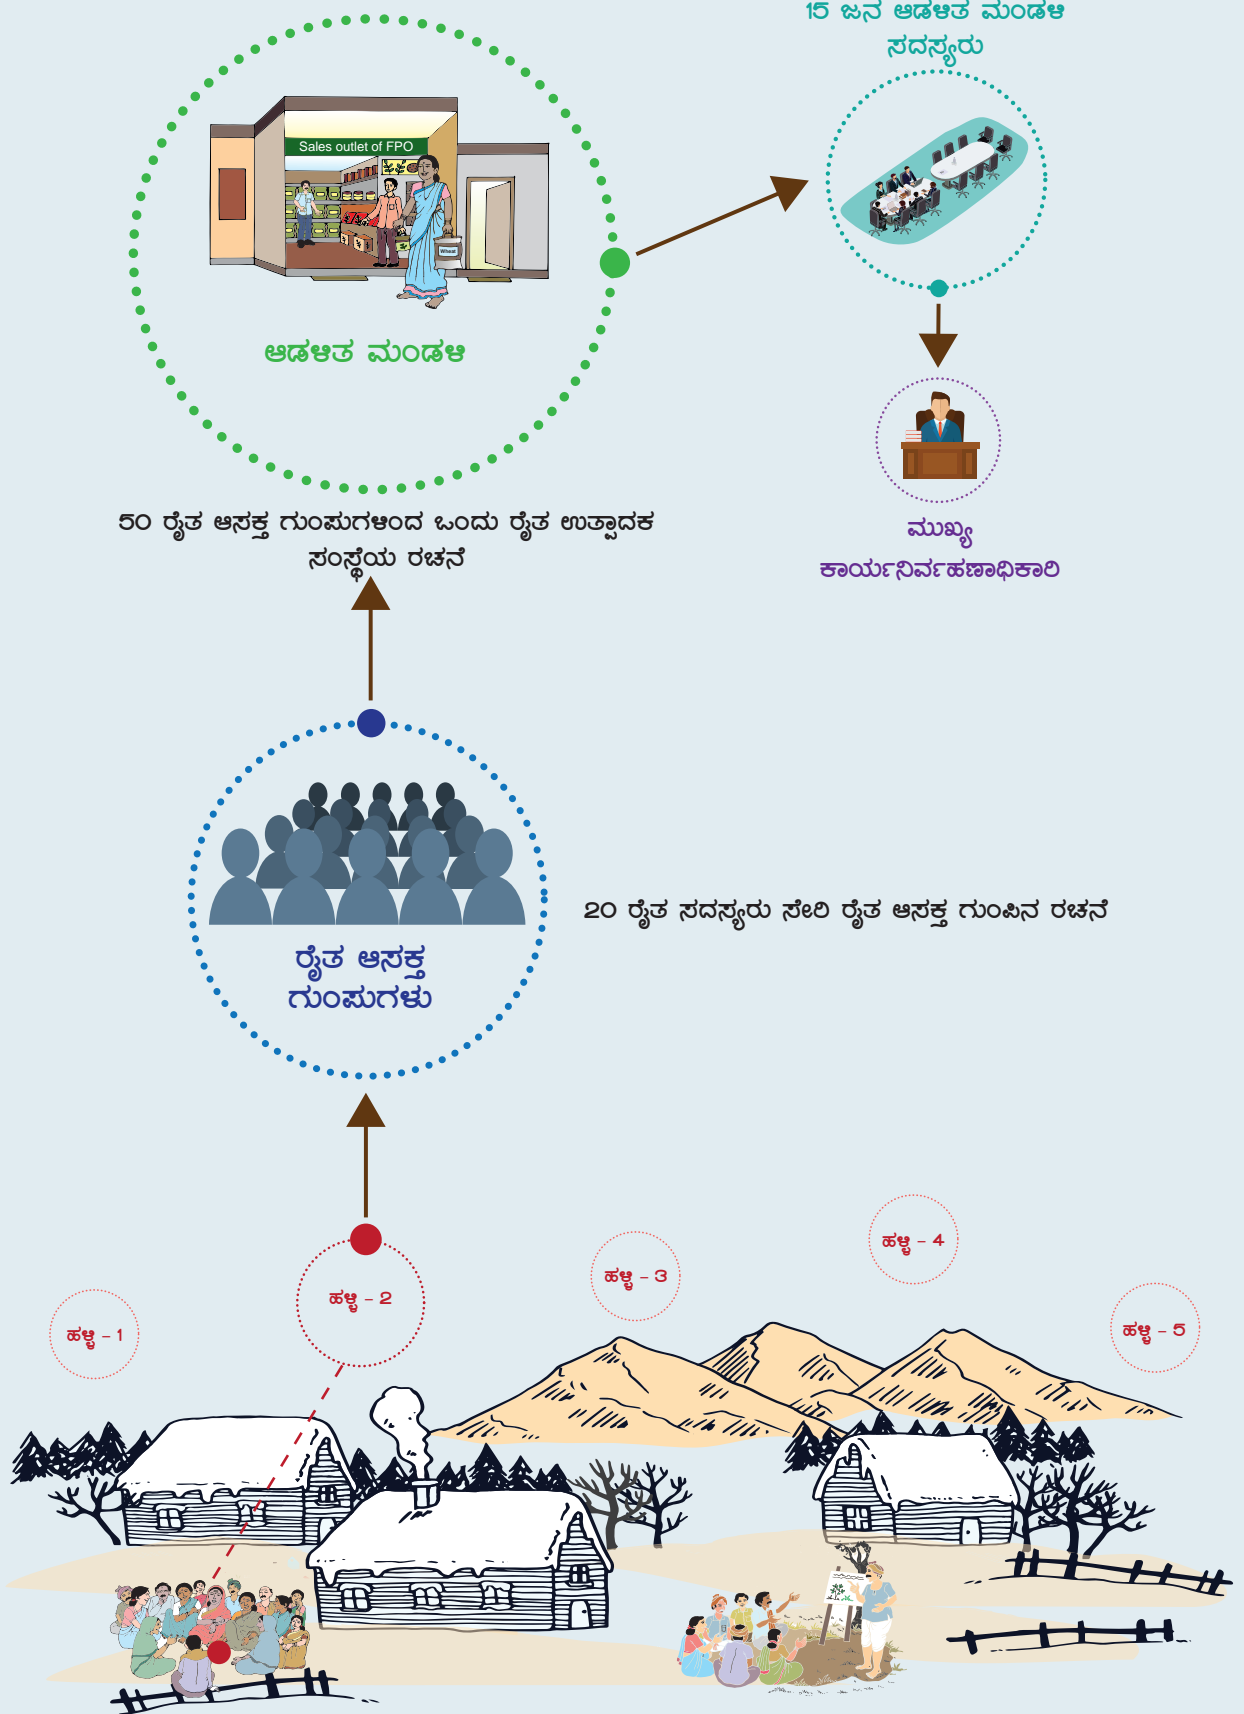 15 ಜನ ಆಡಳಿತ ಮಂಡಳಿ
ಸದಸ್ಯರು
Sales outlet of FPO
Wheat
ಆಡಳಿತ ಮಂಡಳಿ
50 ರೈತ ಆಸಕ್ತ ಗುಂಪುಗಳಿಂದ ಒಂದು ರೈತ ಉತ್ಪಾದಕ
ಸಂಸ್ಥೆಯ ರಚನೆ
ಮುಖ್ಯ
ಕಾರ್ಯನಿರ್ವಹಣಾಧಿಕಾರಿ
20 ರೈತ ಸದಸ್ಯರು ಸೇರಿ ರೈತ ಆಸಕ್ತ ಗುಂಪಿನ ರಚನೆ
ರೈತ ಆಸಕ್ತ
ಗುಂಪುಗಳು
ಹಳ್ಳಿ - 1
ಹಳ್ಳಿ - 2
ಹಳ್ಳಿ - 3
ಹಳ್ಳಿ - 4
ಹಳ್ಳಿ - 5